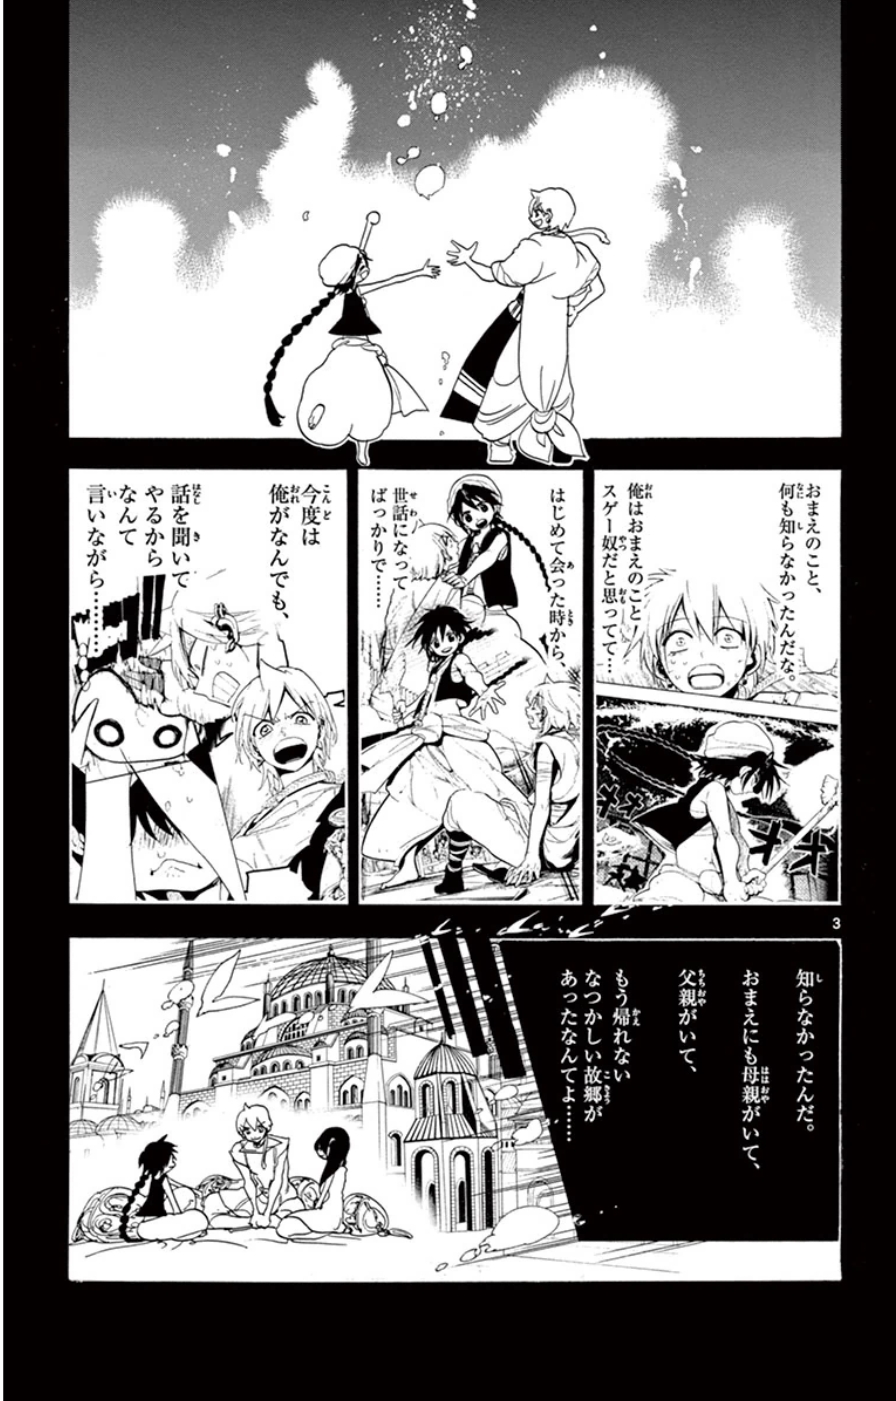 おまえのこと、
何も知らなかったんだな。
俺はおまえのこと
スゲー奴だと思ってて…
はじめて会った時から、
世話になって
ばっかりで……
今度は
俺がなんでも、
話を聞いて
やるから
なんて
言いながら…………
3
知らなかったんだ。
おまえにも母親がいて、
父親がいて、
もう帰れない
なつかしい故郷が
あったなんてよ……